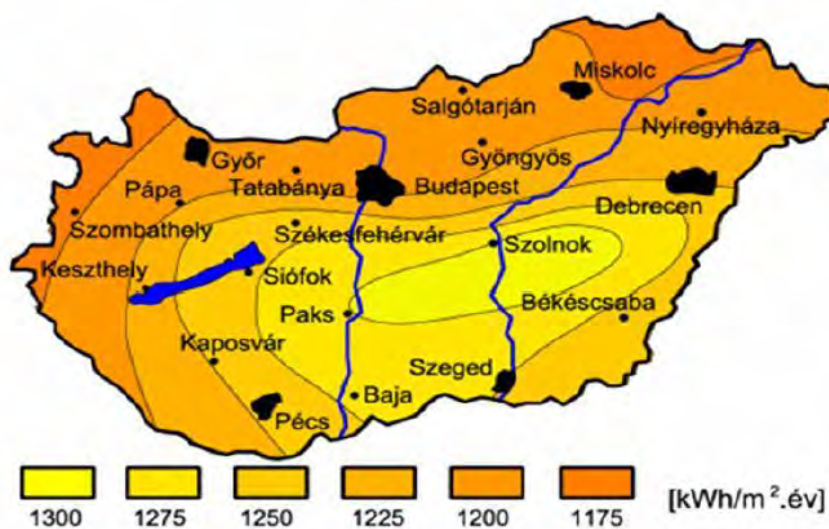 Miskolc
Salgótarján
Nyíregyháza
Győr
Gyöngyös
Tatabánya
Budapest
Pápa
Debrecen
Szombathely
Székesfehérvár
Szolnok
Keszthely
Siófok
Békéscsaba
Paks
Kaposvár
Szeged
Baja
Pécs
1300 1275 1250 1225 1200 1175 [kWh/m².év]